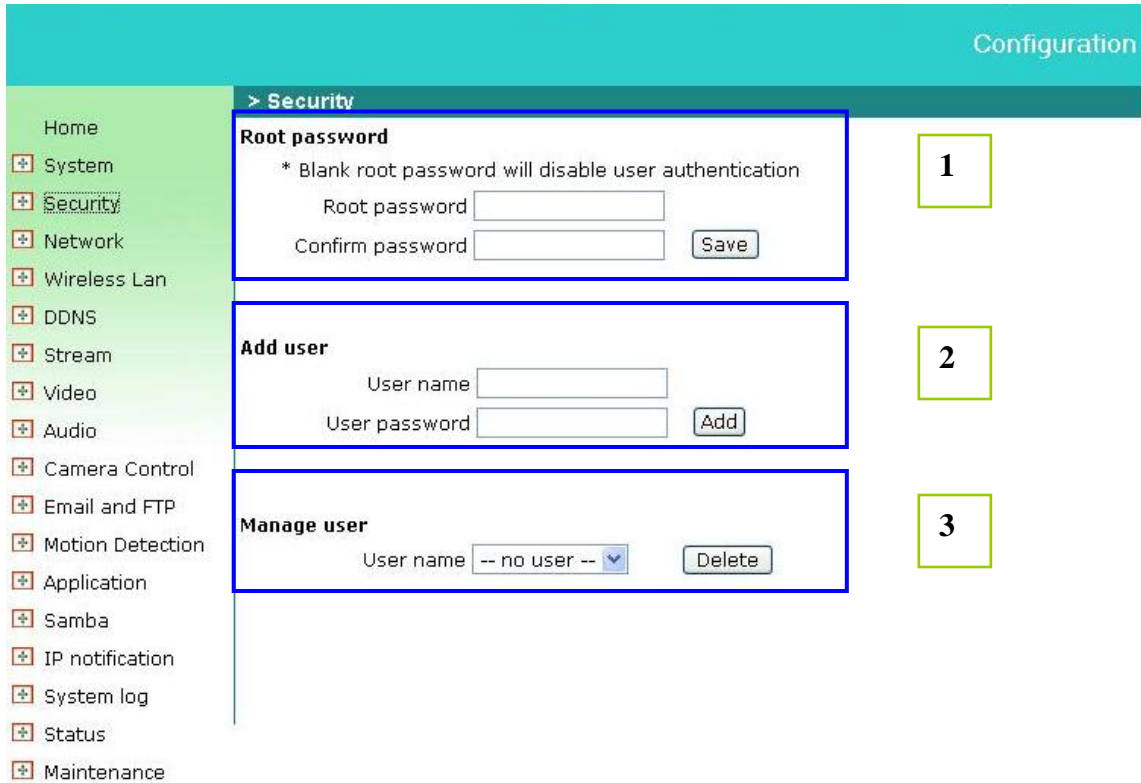 Configuration
> Security
Home
System
Security
Network
Wireless Lan
DDNS
Stream
Video
Audio
Camera Control
Email and FTP
Motion Detection
Application
Samba
IP notification
System log
Status
Maintenance
Root password
* Blank root password will disable user authentication
Root password
Confirm password Save
1
Add user
User name
User password Add
2
Manage user
User name -- no user -- Delete
3